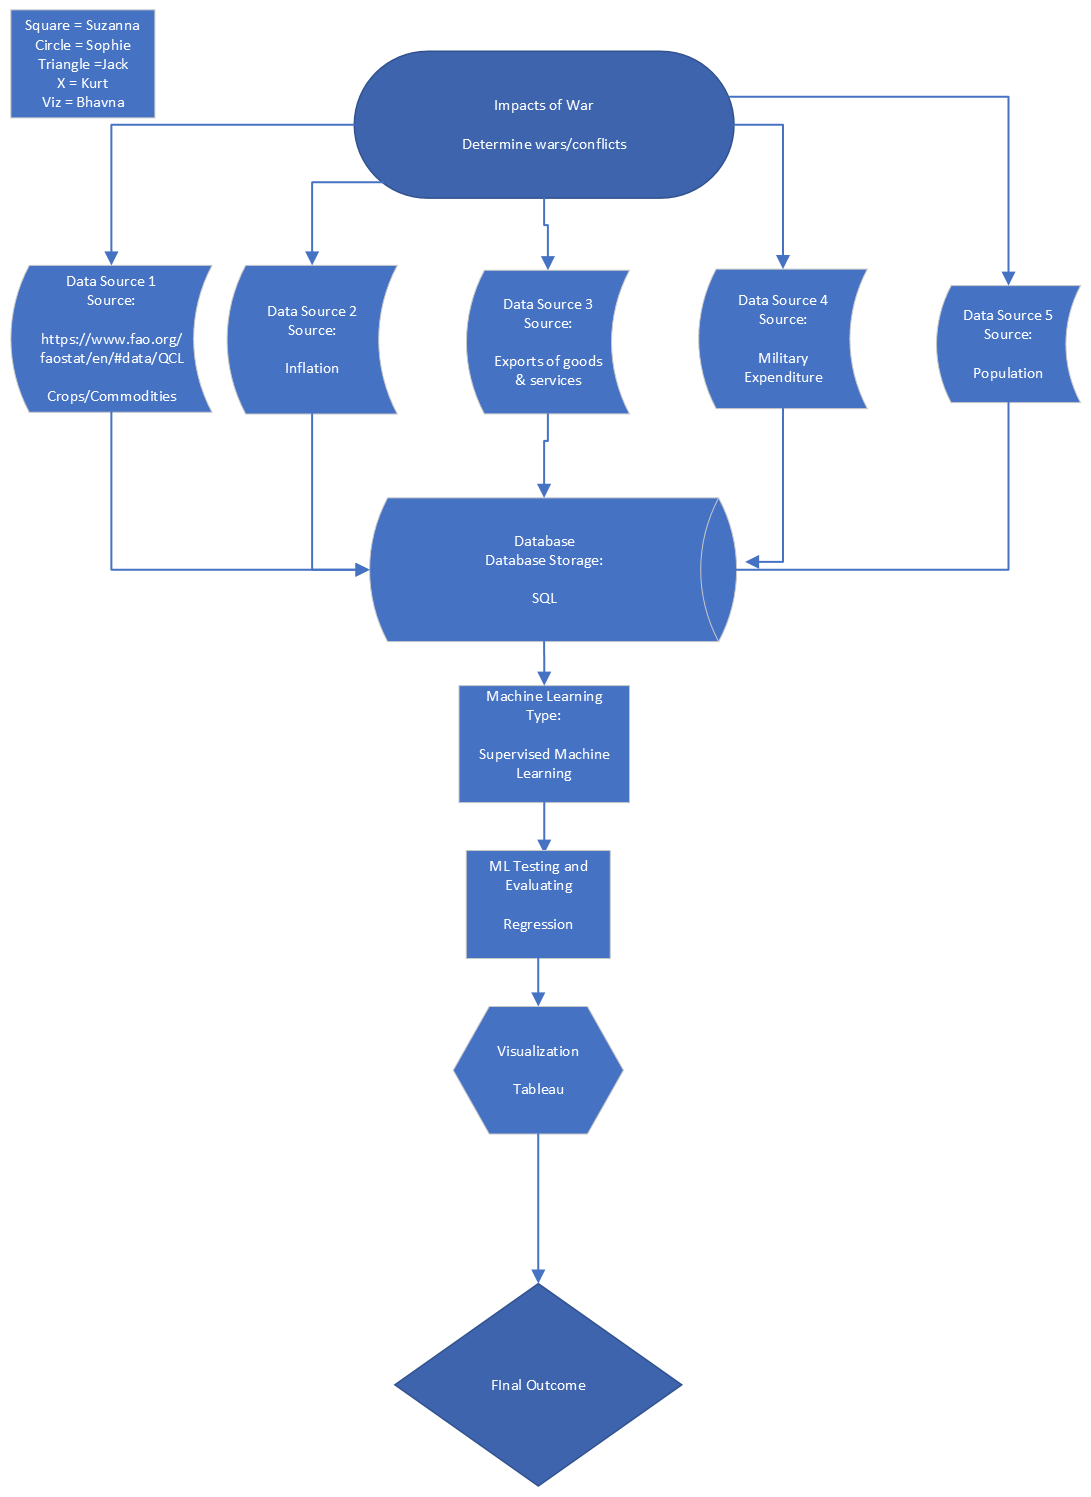 Square = Suzanna
Circle = Sophie
Triangle =Jack
X = Kurt
Viz = Bhavna
Impacts of War
Determine wars/conflicts
Data Source 1
Source:
https://www.fao.org/
faostat/en/#data/QCL
Crops/Commodities
Data Source 2
Source:
Inflation
Data Source 3
Source:
Exports of goods
& services
Data Source 4
Source:
Military
Expenditure
Data Source 5
Source:
Population
Database
Database Storage:
SQL
Machine Learning
Type:
Supervised Machine
Learning
ML Testing and
Evaluating
Regression
Visualization
Tableau
FInal Outcome